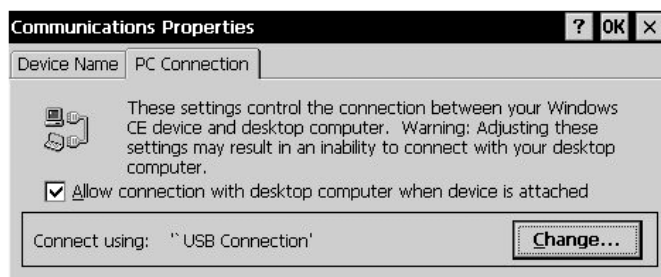 Communications Properties ? OK ×
Device Name PC Connection
These settings control the connection between your Windows
CE device and desktop computer. Warning: Adjusting these
settings may result in an inability to connect with your desktop
computer.
Allow connection with desktop computer when device is attached
Connect using: '`USB Connection' Change...